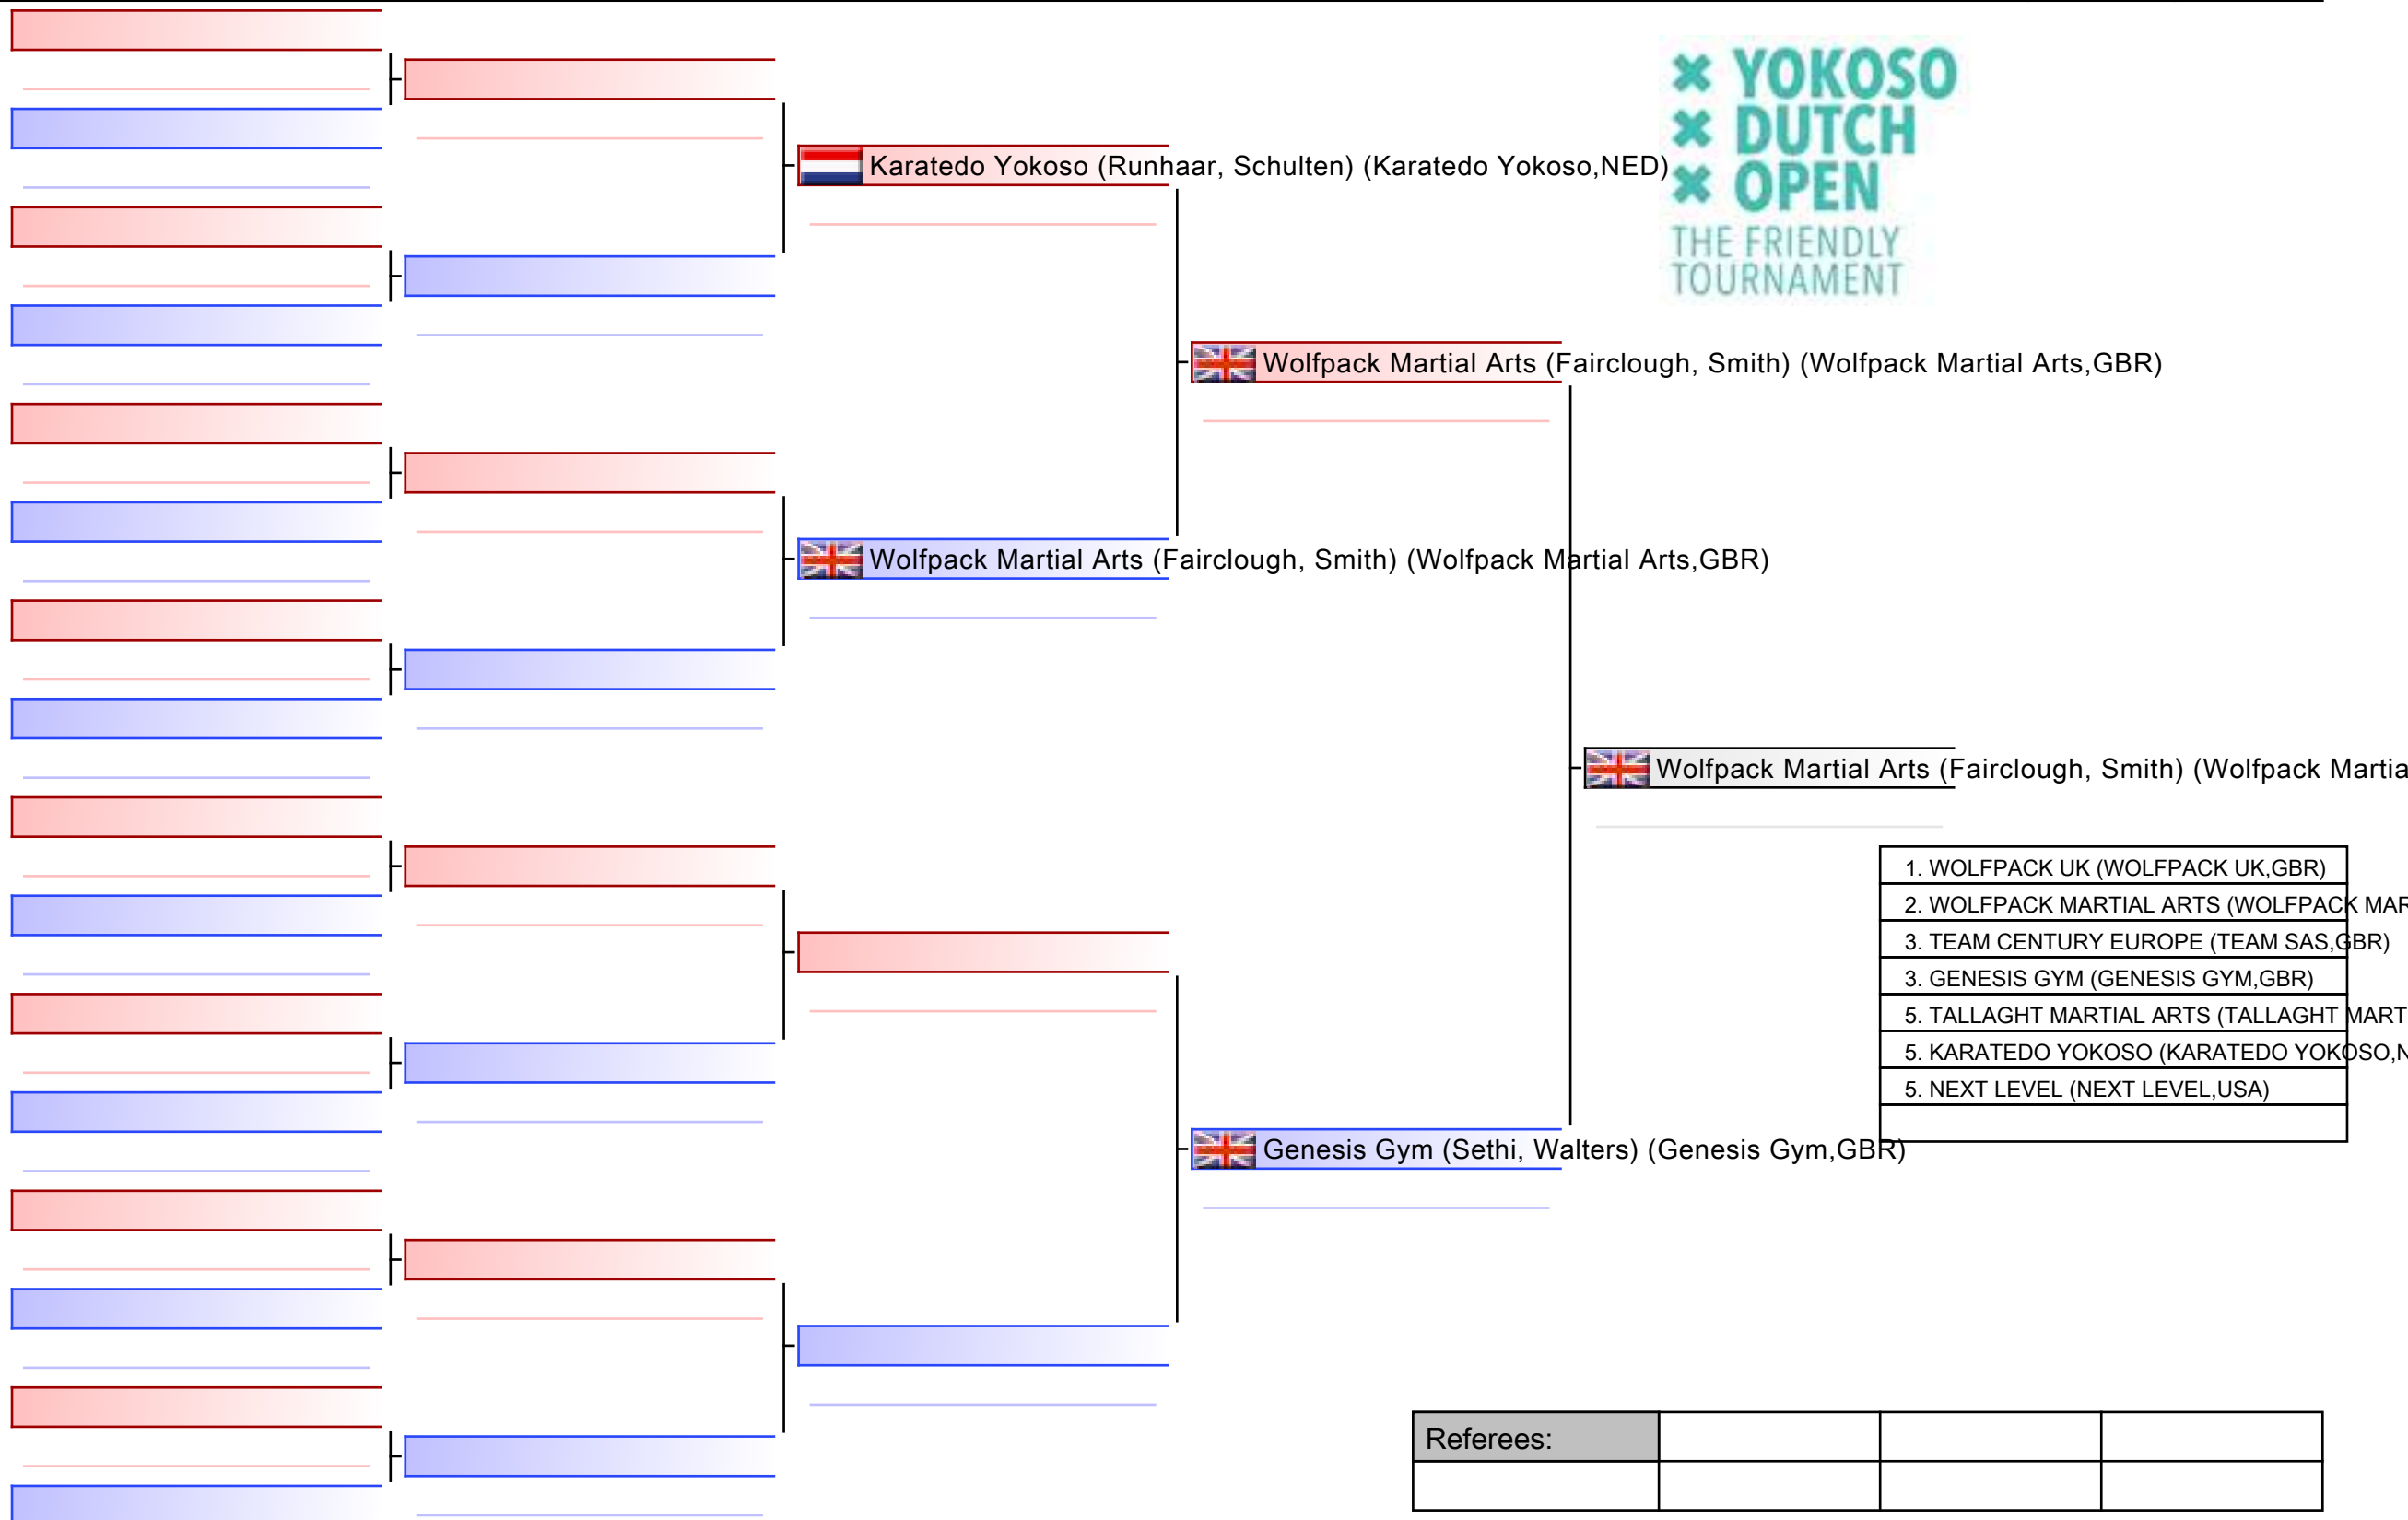 YOKOSO
DUTCH
OPEN
THE FRIENDLY
TOURNAMENT
Karatedo Yokoso (Runhaar, Schulten) (Karatedo Yokoso,NED)
Wolfpack Martial Arts (Fairclough, Smith) (Wolfpack Martial Arts,GBR)
Wolfpack Martial Arts (Fairclough, Smith) (Wolfpack Martial Arts,GBR)
Wolfpack Martial Arts (Fairclough, Smith) (Wolfpack Martia
1. WOLFPACK UK (WOLFPACK UK,GBR)
2. WOLFPACK MARTIAL ARTS (WOLFPACK MAR
3. TEAM CENTURY EUROPE (TEAM SAS,GBR)
3. GENESIS GYM (GENESIS GYM,GBR)
5. TALLAGHT MARTIAL ARTS (TALLAGHT MART
5. KARATEDO YOKOSO (KARATEDO YOKOSO,N
5. NEXT LEVEL (NEXT LEVEL,USA)
Genesis Gym (Sethi, Walters) (Genesis Gym,GBR)
Referees: